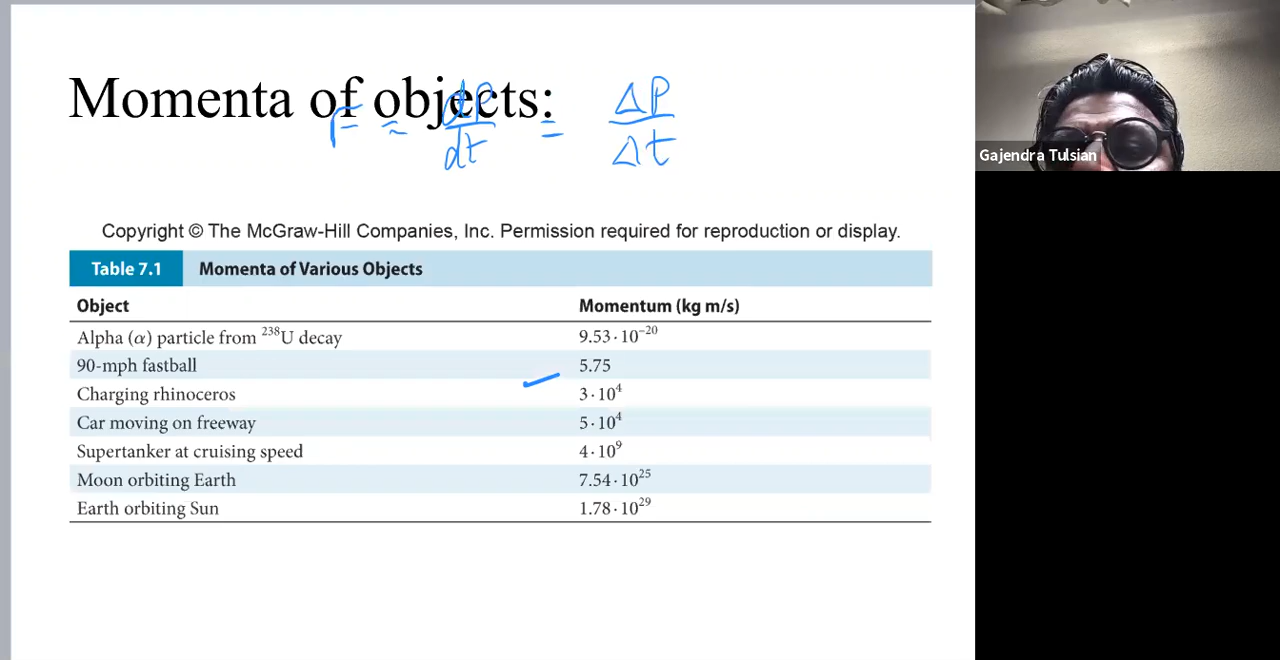 Momenta of objects:
F = dP/dt = ΔP/Δt
Gajendra Tulsian
Copyright © The McGraw-Hill Companies, Inc. Permission required for reproduction or display.
Table 7.1 Momenta of Various Objects
Object Momentum (kg m/s)
Alpha (α) particle from ²³⁸U decay 9.53·10⁻²⁰
90-mph fastball 5.75
Charging rhinoceros 3·10⁴
Car moving on freeway 5·10⁴
Supertanker at cruising speed 4·10⁹
Moon orbiting Earth 7.54·10²⁵
Earth orbiting Sun 1.78·10²⁹